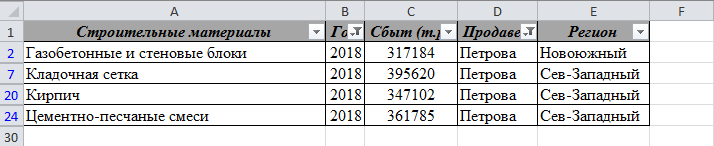 A B C D E F
1 Строительные материалы Го Сбыт (т.р Продаве Регион
2 Газобетонные и стеновые блоки 2018 317184 Петрова Новоюжный
7 Кладочная сетка 2018 395620 Петрова Сев-Западный
20 Кирпич 2018 347102 Петрова Сев-Западный
24 Цементно-песчаные смеси 2018 361785 Петрова Сев-Западный
30